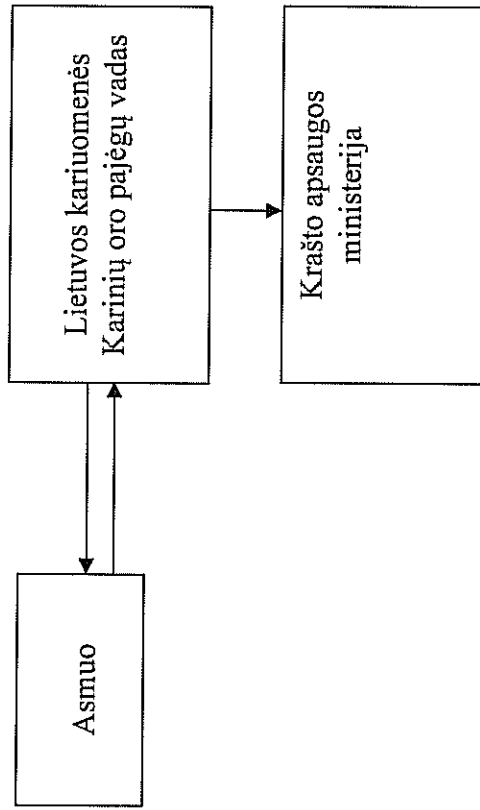 Asmuo
Lietuvos kariuomenės
Karinių oro pajėgų vadas
Krašto apsaugos
ministerija